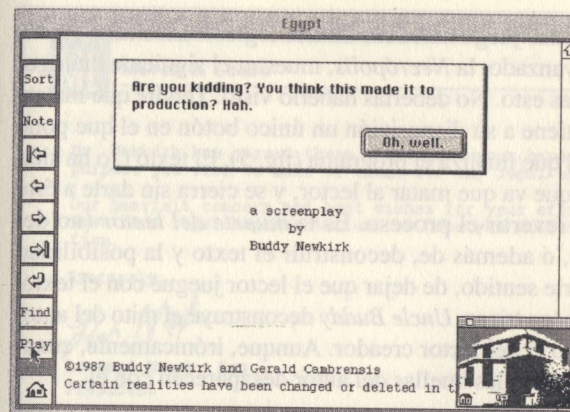 Egypt
Sort
Note
Find
Play
Are you kidding? You think this made it to
production? Hah.
Oh, well.
a screenplay
by
Buddy Newkirk
©1987 Buddy Newkirk and Gerald Cambrensis
Certain realities have been changed or deleted in t